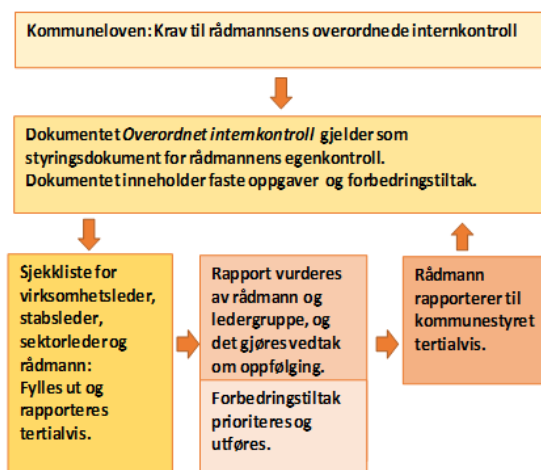 Kommuneloven: Krav til rådmannsens overordnede internkontroll
Dokumentet Overordnet internkontroll gjelder som
styringsdokument for rådmannens egenkontroll.
Dokumentet inneholder faste oppgaver og forbedringstiltak.
Sjekkliste for
virksomhetsleder,
stabsleder,
sektorleder og
rådmann:
Fylles ut og
rapporteres
tertialvis.
Rapport vurderes
av rådmann og
ledergruppe, og
det gjøres vedtak
om oppfølging.
Forbedringstiltak
prioriteres og
utføres.
Rådmann
rapporterer til
kommunestyret
tertialvis.